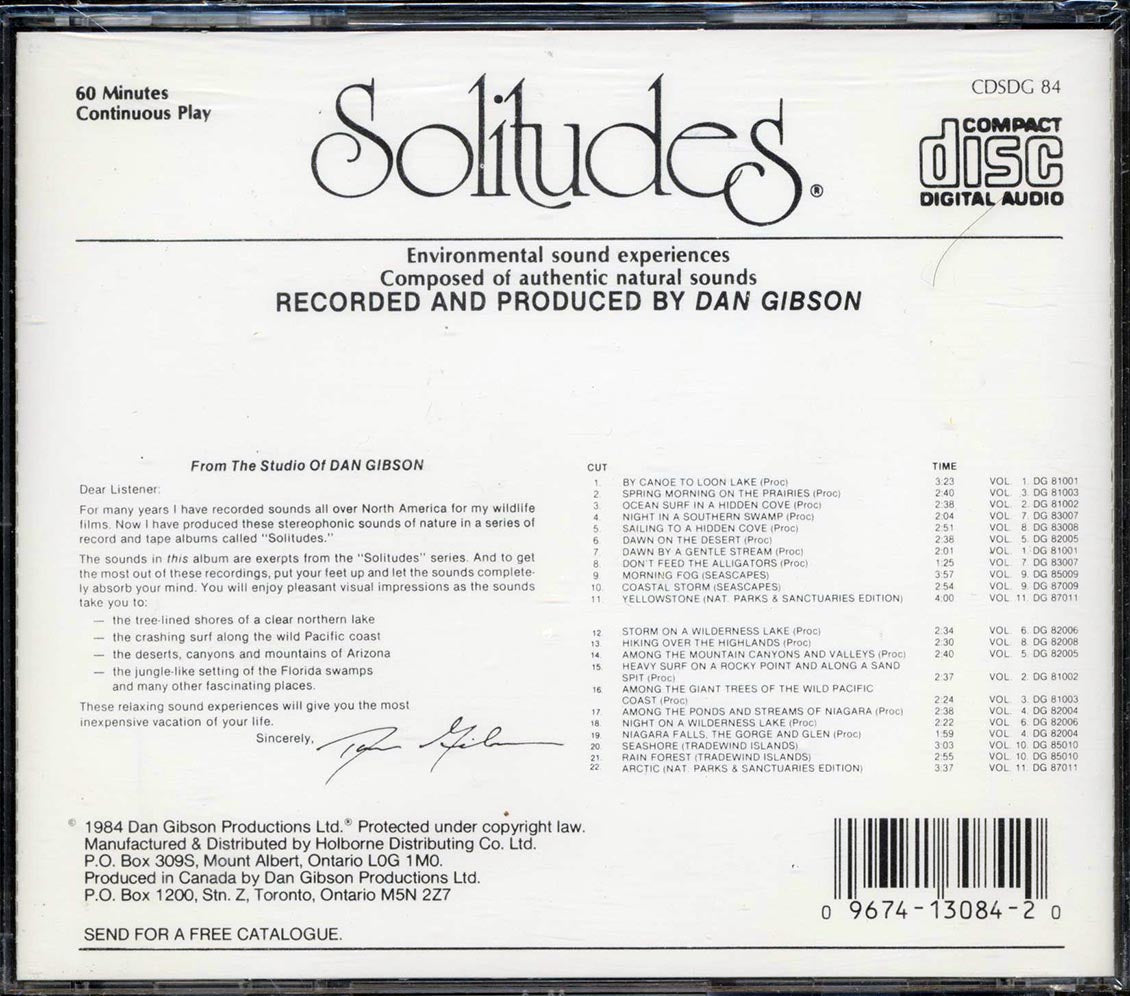 60 Minutes
Continuous Play
Solitudes®
CDSDG 84
COMPACT
disc
DIGITAL AUDIO
Environmental sound experiences
Composed of authentic natural sounds
RECORDED AND PRODUCED BY DAN GIBSON
From The Studio Of DAN GIBSON
Dear Listener:
For many years I have recorded sounds all over North America for my wildlife
films. Now I have produced these stereophonic sounds of nature in a series of
record and tape albums called "Solitudes."
The sounds in this album are exerpts from the "Solitudes" series. And to get
the most out of these recordings, put your feet up and let the sounds complete-
ly absorb your mind. You will enjoy pleasant visual impressions as the sounds
take you to:
— the tree-lined shores of a clear northern lake
— the crashing surf along the wild Pacific coast
— the deserts, canyons and mountains of Arizona
— the jungle-like setting of the Florida swamps
and many other fascinating places.
These relaxing sound experiences will give you the most
inexpensive vacation of your life.
Sincerely, Dan Gibson
CUT TIME
1. BY CANOE TO LOON LAKE (Proc) 3:23 VOL. 1. DG 81001
2. SPRING MORNING ON THE PRAIRIES (Proc) 2:40 VOL. 3. DG 81003
3. OCEAN SURF IN A HIDDEN COVE (Proc) 2:38 VOL. 2. DG 81002
4. NIGHT IN A SOUTHERN SWAMP (Proc) 2:04 VOL. 7. DG 83007
5. SAILING TO A HIDDEN COVE (Proc) 2:51 VOL. 8. DG 83008
6 DAWN ON THE DESERT (Proc) 2:38 VOL. 5. DG 82005
7. DAWN BY A GENTLE STREAM (Proc) 2:01 VOL. 1 DG 81001
8. DON'T FEED THE ALLIGATORS (Proc) 1:25 VOL. 7. DG 83007
9. MORNING FOG (SEASCAPES) 3:57 VOL. 9. DG 85009
10. COASTAL STORM (SEASCAPES) 2:54 VOL. 9. DG 87009
11. YELLOWSTONE (NAT. PARKS & SANCTUARIES EDITION) 4:00 VOL. 11. DG 87011
12. STORM ON A WILDERNESS LAKE (Proc) 2:34 VOL. 6. DG 82006
13. HIKING OVER THE HIGHLANDS (Proc) 2:30 VOL. 8. DG 82008
14. AMONG THE MOUNTAIN CANYONS AND VALLEYS (Proc) 2:40 VOL. 5. DG 82005
15. HEAVY SURF ON A ROCKY POINT AND ALONG A SAND
SPIT (Proc) 2:37 VOL. 2. DG 81002
16. AMONG THE GIANT TREES OF THE WILD PACIFIC
COAST (Proc) 2:24 VOL. 3. DG 81003
17. AMONG THE PONDS AND STREAMS OF NIAGARA (Proc) 2:38 VOL. 4. DG 82004
18. NIGHT ON A WILDERNESS LAKE (Proc) 2:22 VOL. 6. DG 82006
19. NIAGARA FALLS, THE GORGE AND GLEN (Proc) 1:59 VOL. 4. DG 82004
20. SEASHORE (TRADEWIND ISLANDS) 3:03 VOL. 10. DG 85010
21. RAIN FOREST (TRADEWIND ISLANDS) 2:55 VOL. 10. DG 85010
22. ARCTIC (NAT. PARKS & SANCTUARIES EDITION) 3:37 VOL. 11. DG 87011
© 1984 Dan Gibson Productions Ltd.® Protected under copyright law.
Manufactured & Distributed by Holborne Distributing Co. Ltd.
P.O. Box 309S, Mount Albert, Ontario L0G 1M0.
Produced in Canada by Dan Gibson Productions Ltd.
P.O. Box 1200, Stn. Z, Toronto, Ontario M5N 2Z7
SEND FOR A FREE CATALOGUE.
0 9674-13084-2 0